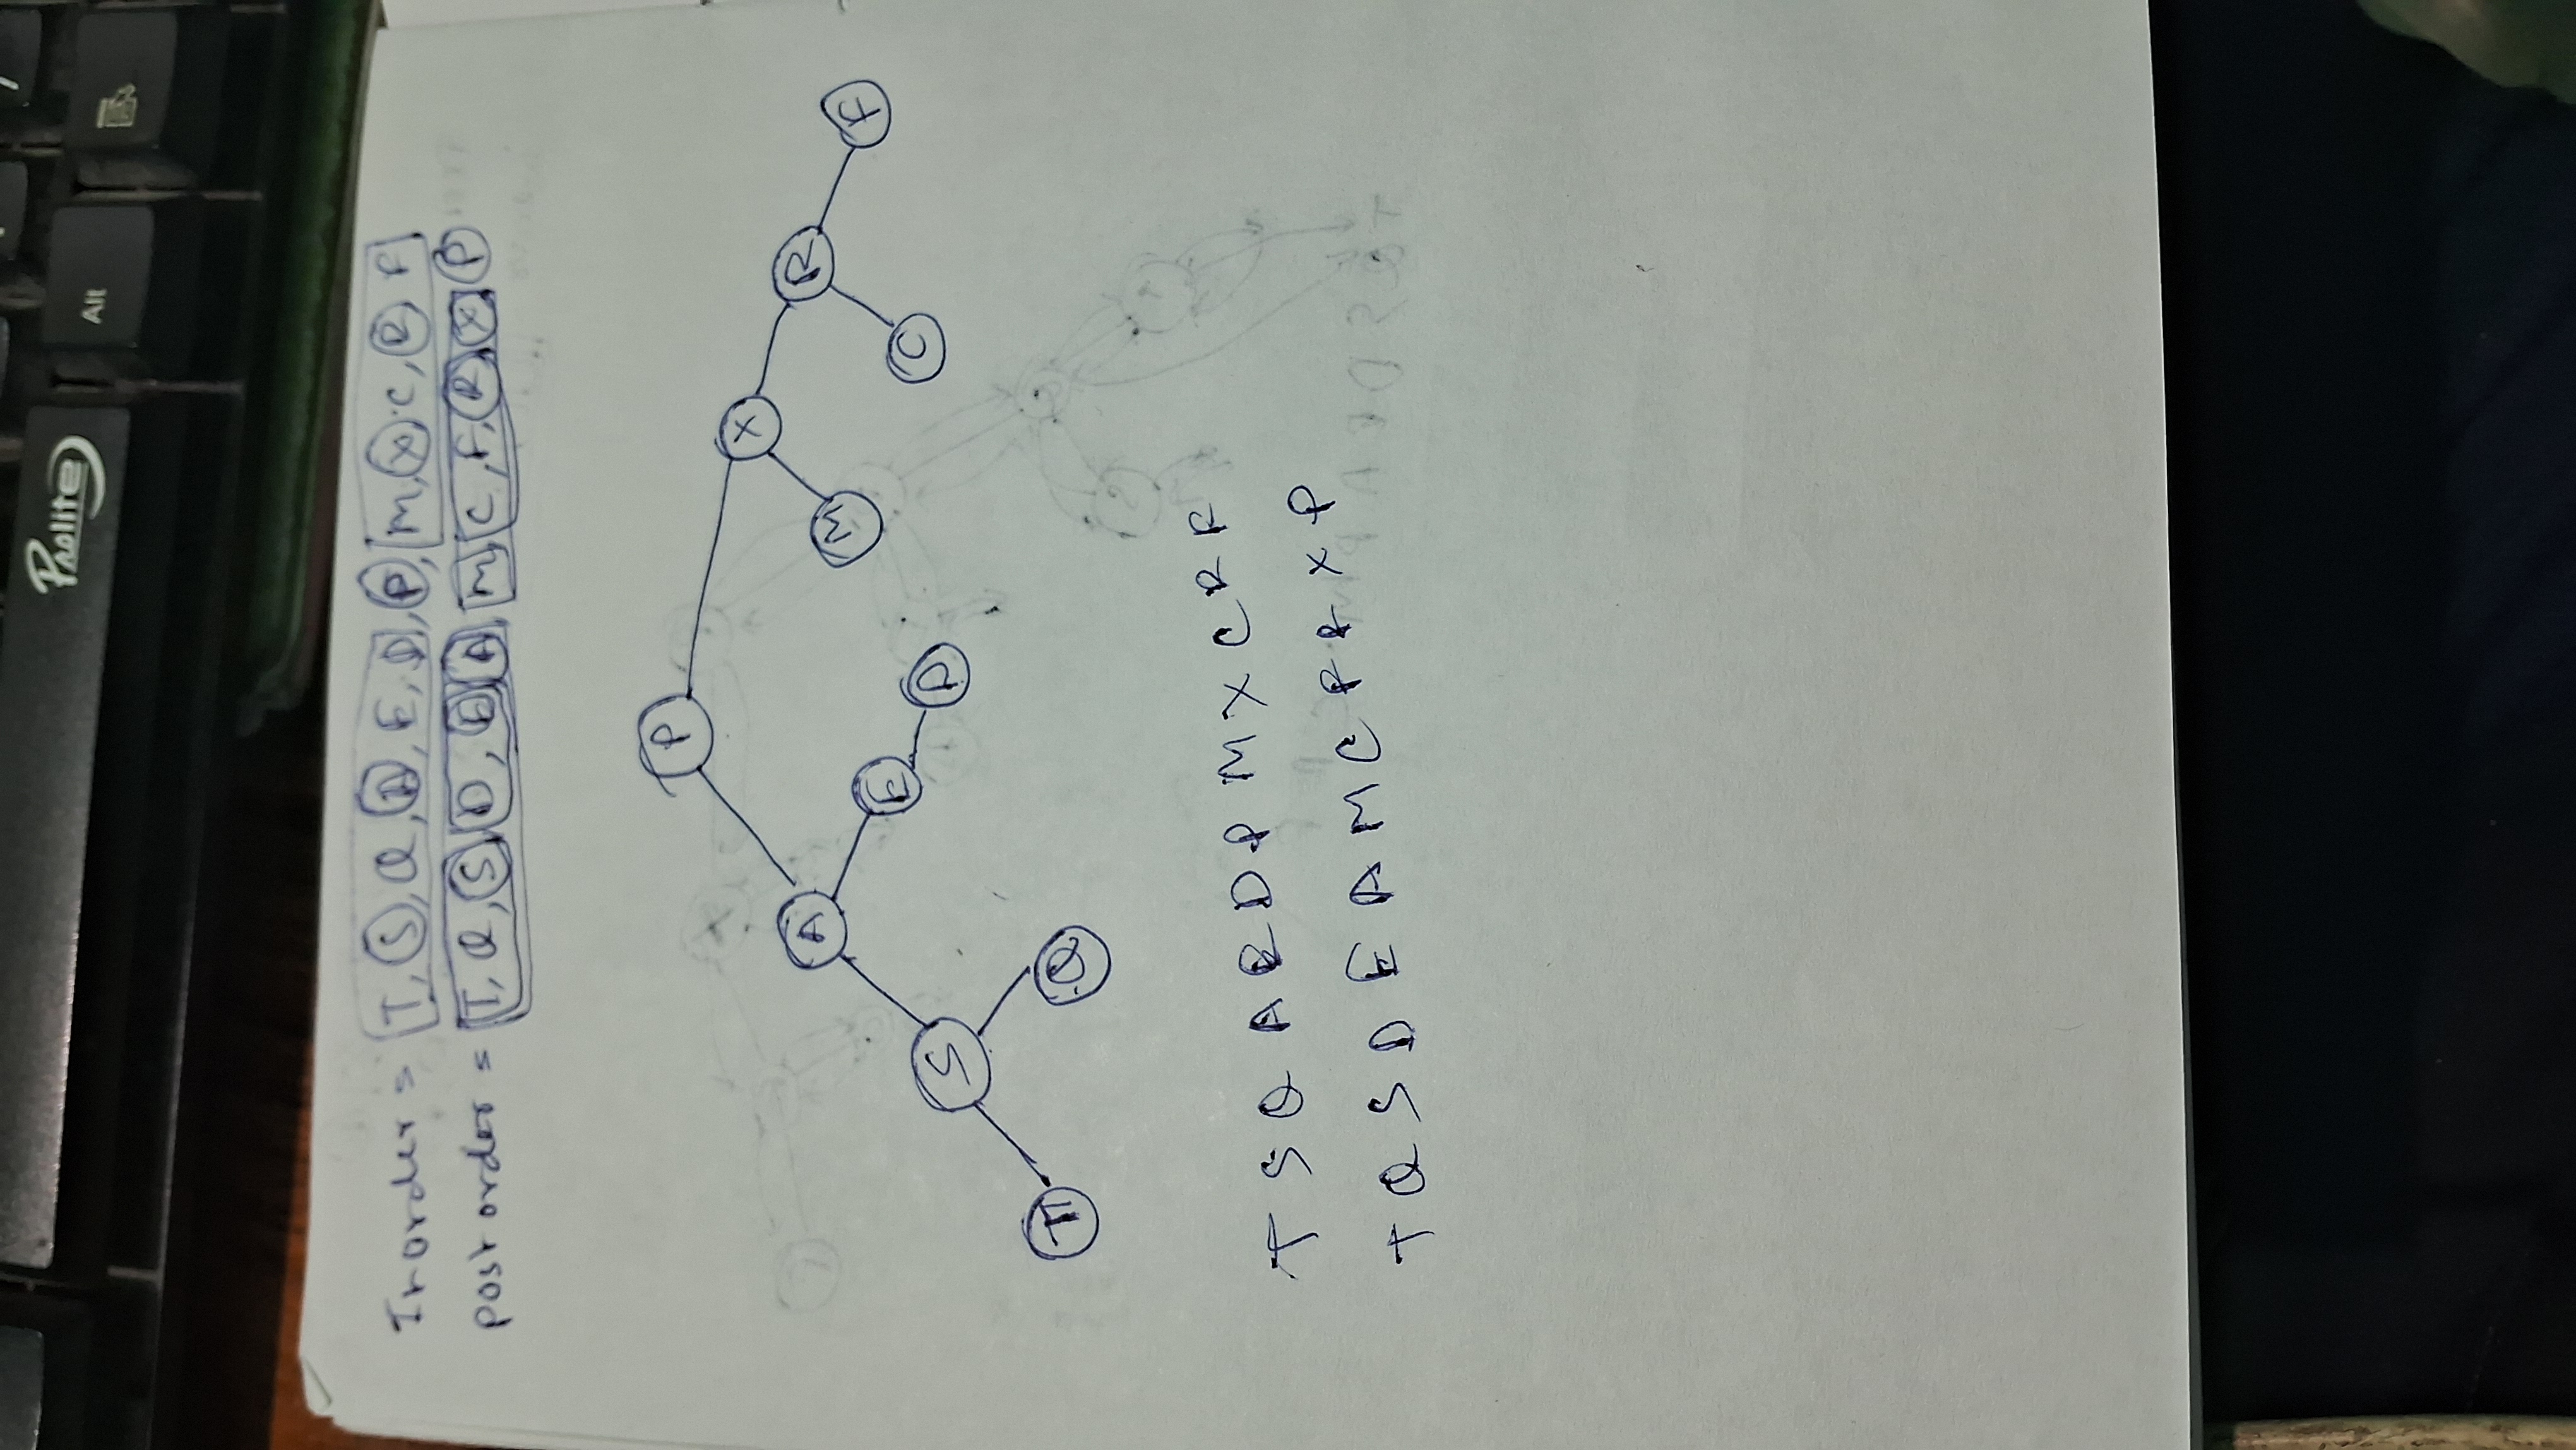 Prolite
Alt
Inorder = T, S, Q, A, E, D, P, M, X, C, R, F
post order = T, Q, S, D, E, A, M, C, F, R, X, P
P
X
A
R
M
F
E
C
D
S
T
Q
T S Q A E D P M X C R F
T Q S D E A M C F R X P